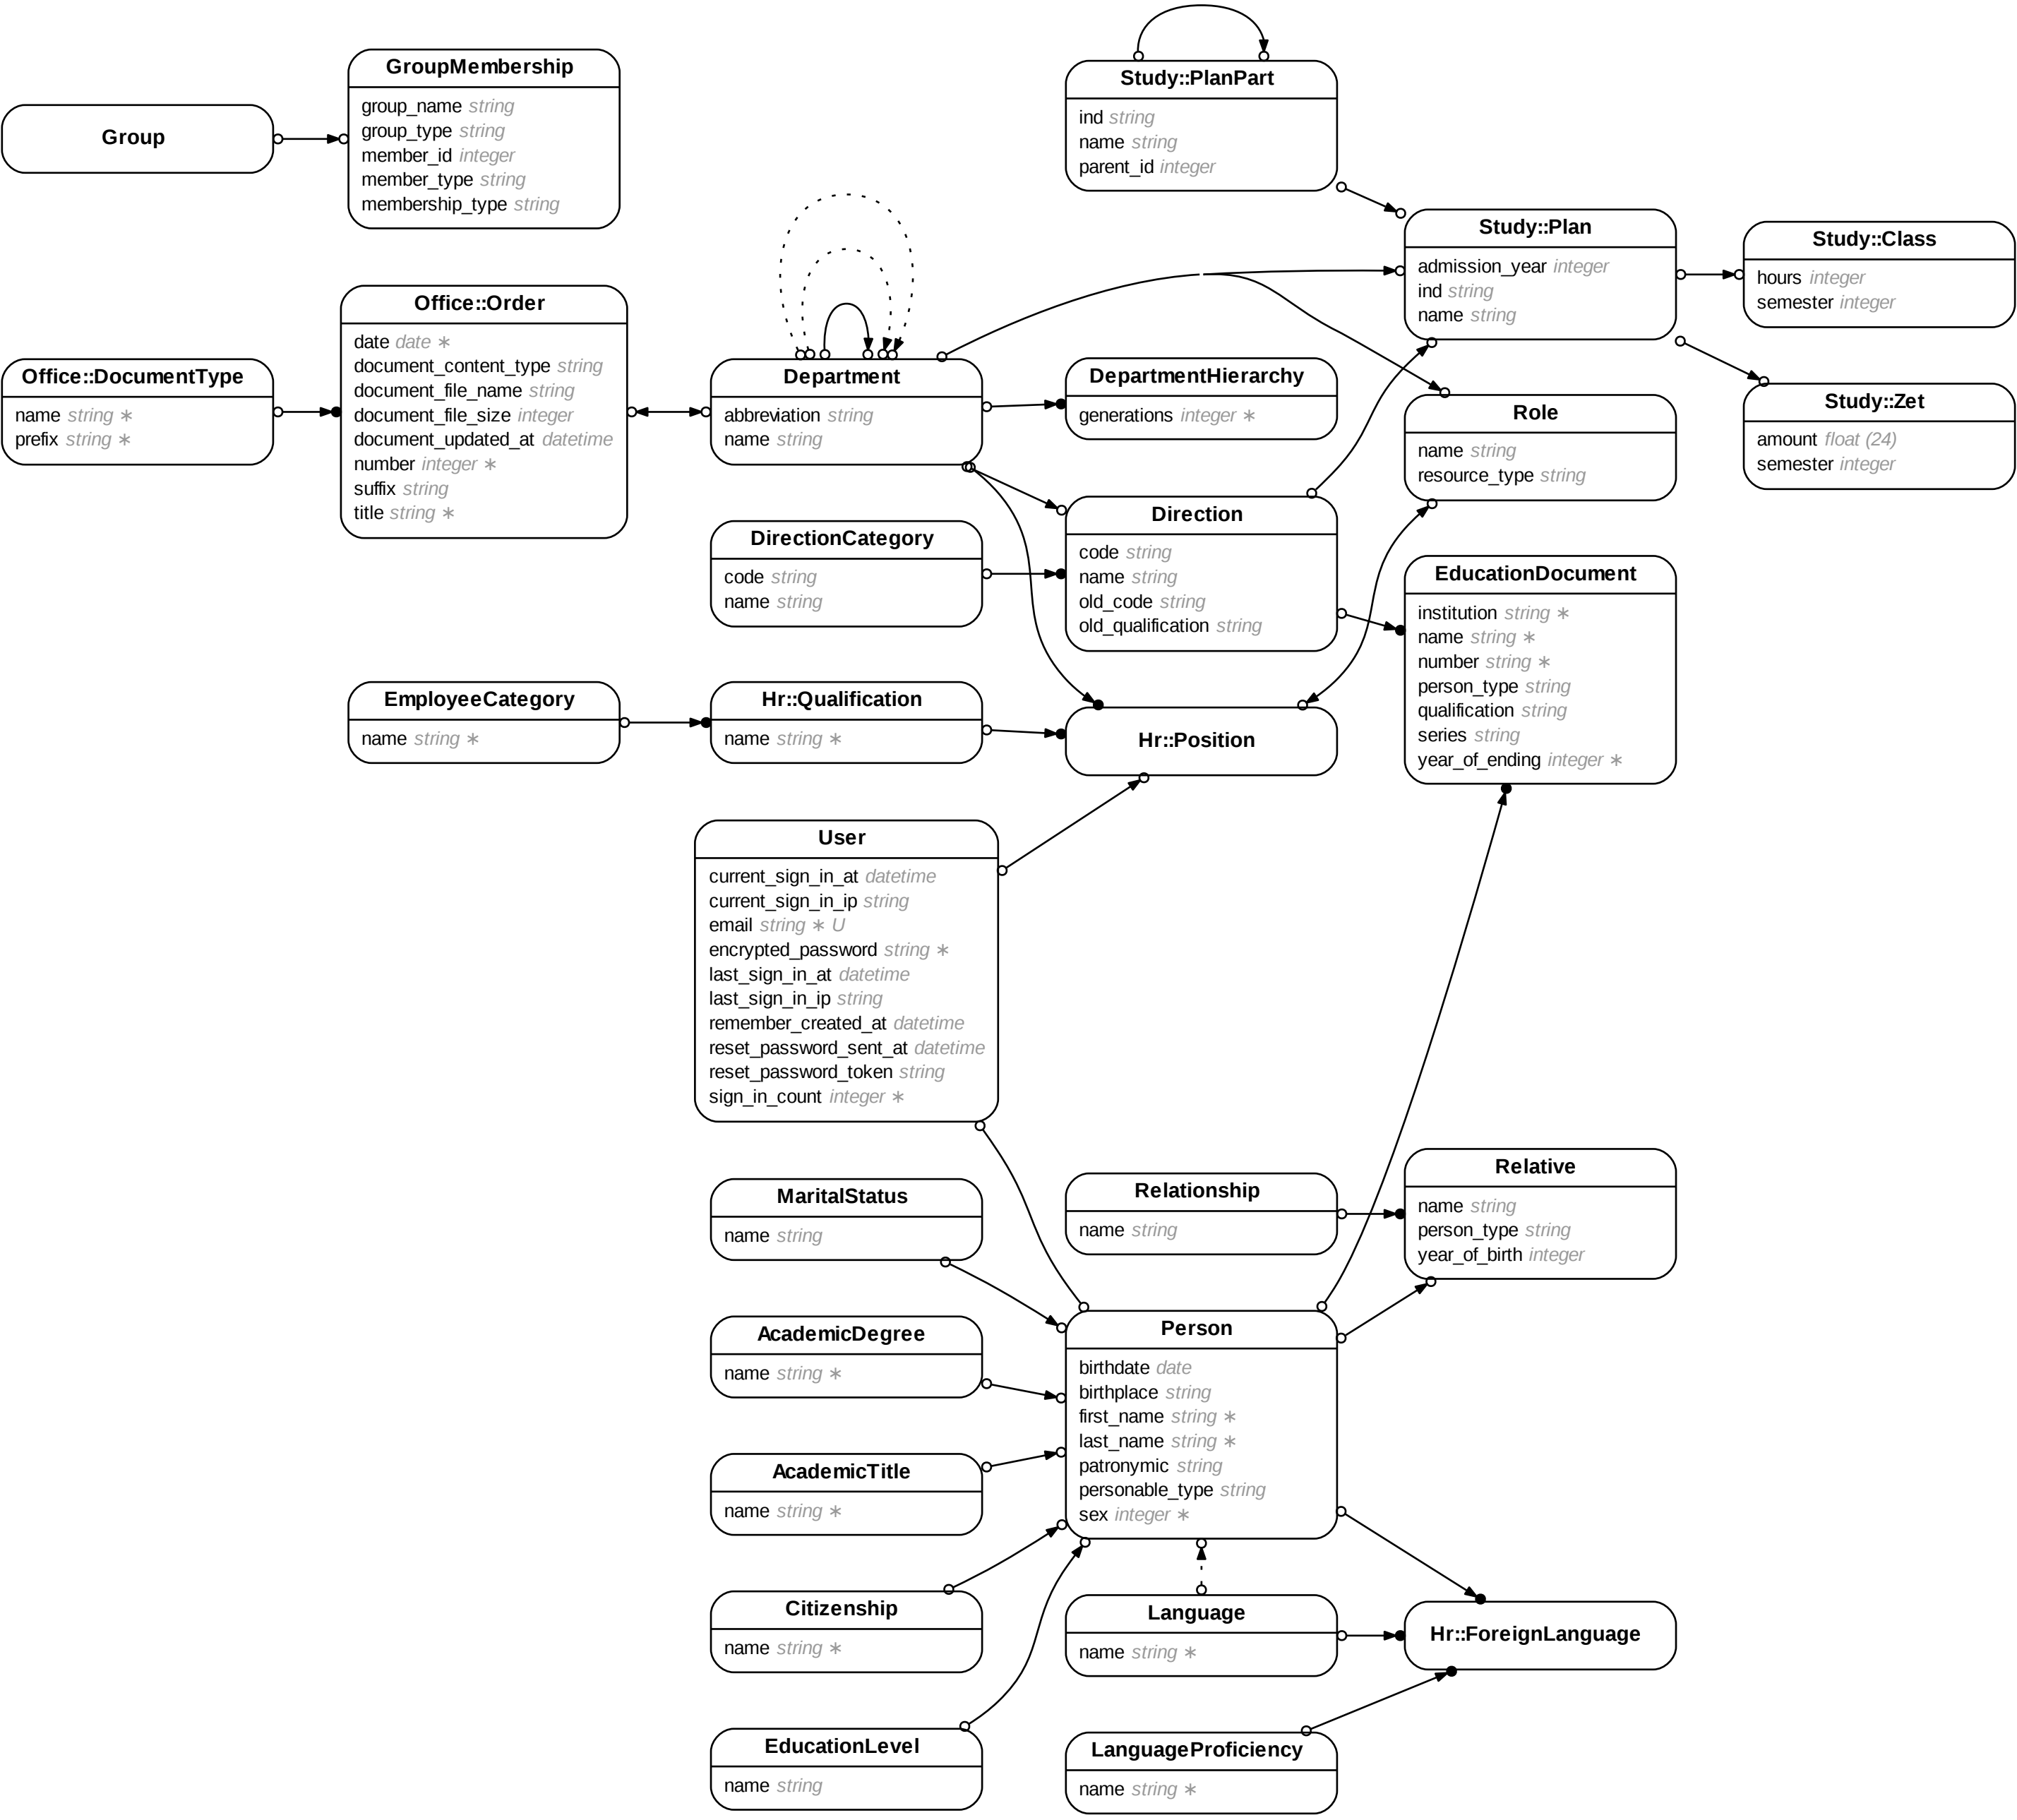 Group
GroupMembership
group_name string
group_type string
member_id integer
member_type string
membership_type string
Study::PlanPart
ind string
name string
parent_id integer
Study::Plan
admission_year integer
ind string
name string
Study::Class
hours integer
semester integer
Study::Zet
amount float (24)
semester integer
Office::DocumentType
name string ∗
prefix string ∗
Office::Order
date date ∗
document_content_type string
document_file_name string
document_file_size integer
document_updated_at datetime
number integer ∗
suffix string
title string ∗
Department
abbreviation string
name string
DepartmentHierarchy
generations integer ∗
Role
name string
resource_type string
DirectionCategory
code string
name string
Direction
code string
name string
old_code string
old_qualification string
EducationDocument
institution string ∗
name string ∗
number string ∗
person_type string
qualification string
series string
year_of_ending integer ∗
EmployeeCategory
name string ∗
Hr::Qualification
name string ∗
Hr::Position
User
current_sign_in_at datetime
current_sign_in_ip string
email string ∗ U
encrypted_password string ∗
last_sign_in_at datetime
last_sign_in_ip string
remember_created_at datetime
reset_password_sent_at datetime
reset_password_token string
sign_in_count integer ∗
MaritalStatus
name string
Relationship
name string
Relative
name string
person_type string
year_of_birth integer
AcademicDegree
name string ∗
Person
birthdate date
birthplace string
first_name string ∗
last_name string ∗
patronymic string
personable_type string
sex integer ∗
AcademicTitle
name string ∗
Citizenship
name string ∗
Language
name string ∗
Hr::ForeignLanguage
EducationLevel
name string
LanguageProficiency
name string ∗